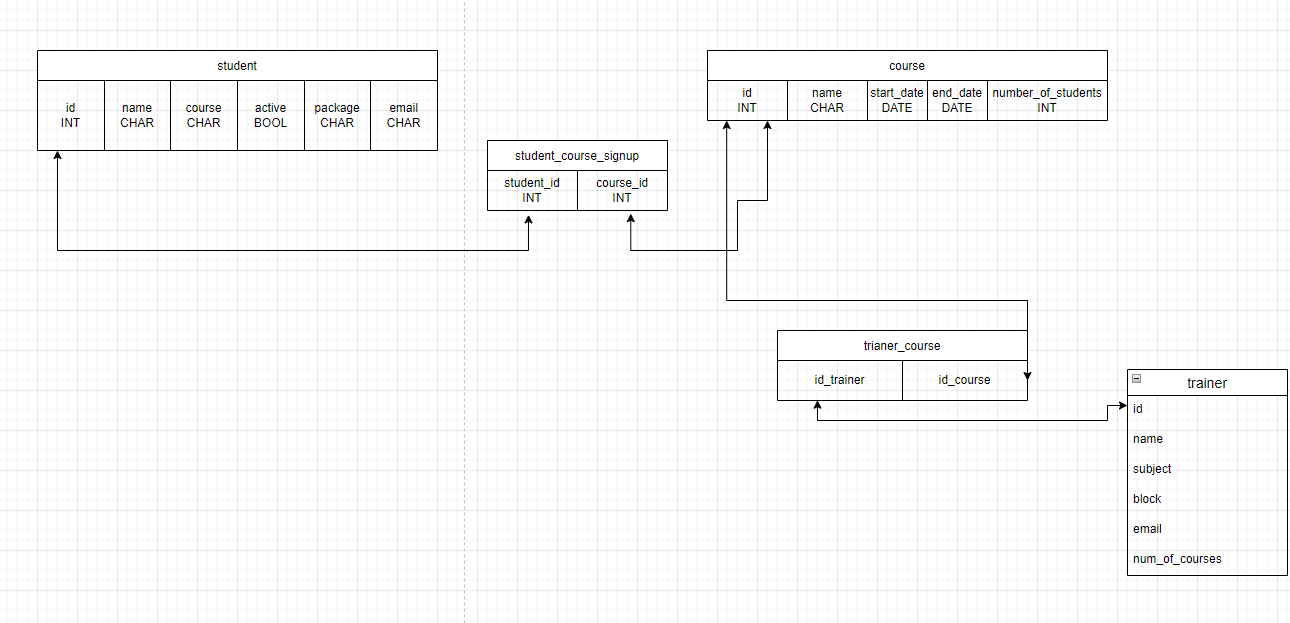 student
id
INT
name
CHAR
course
CHAR
active
BOOL
package
CHAR
email
CHAR
course
id
INT
name
CHAR
start_date
DATE
end_date
DATE
number_of_students
INT
student_course_signup
student_id
INT
course_id
INT
trianer_course
id_trainer
id_course
trainer
id
name
subject
block
email
num_of_courses